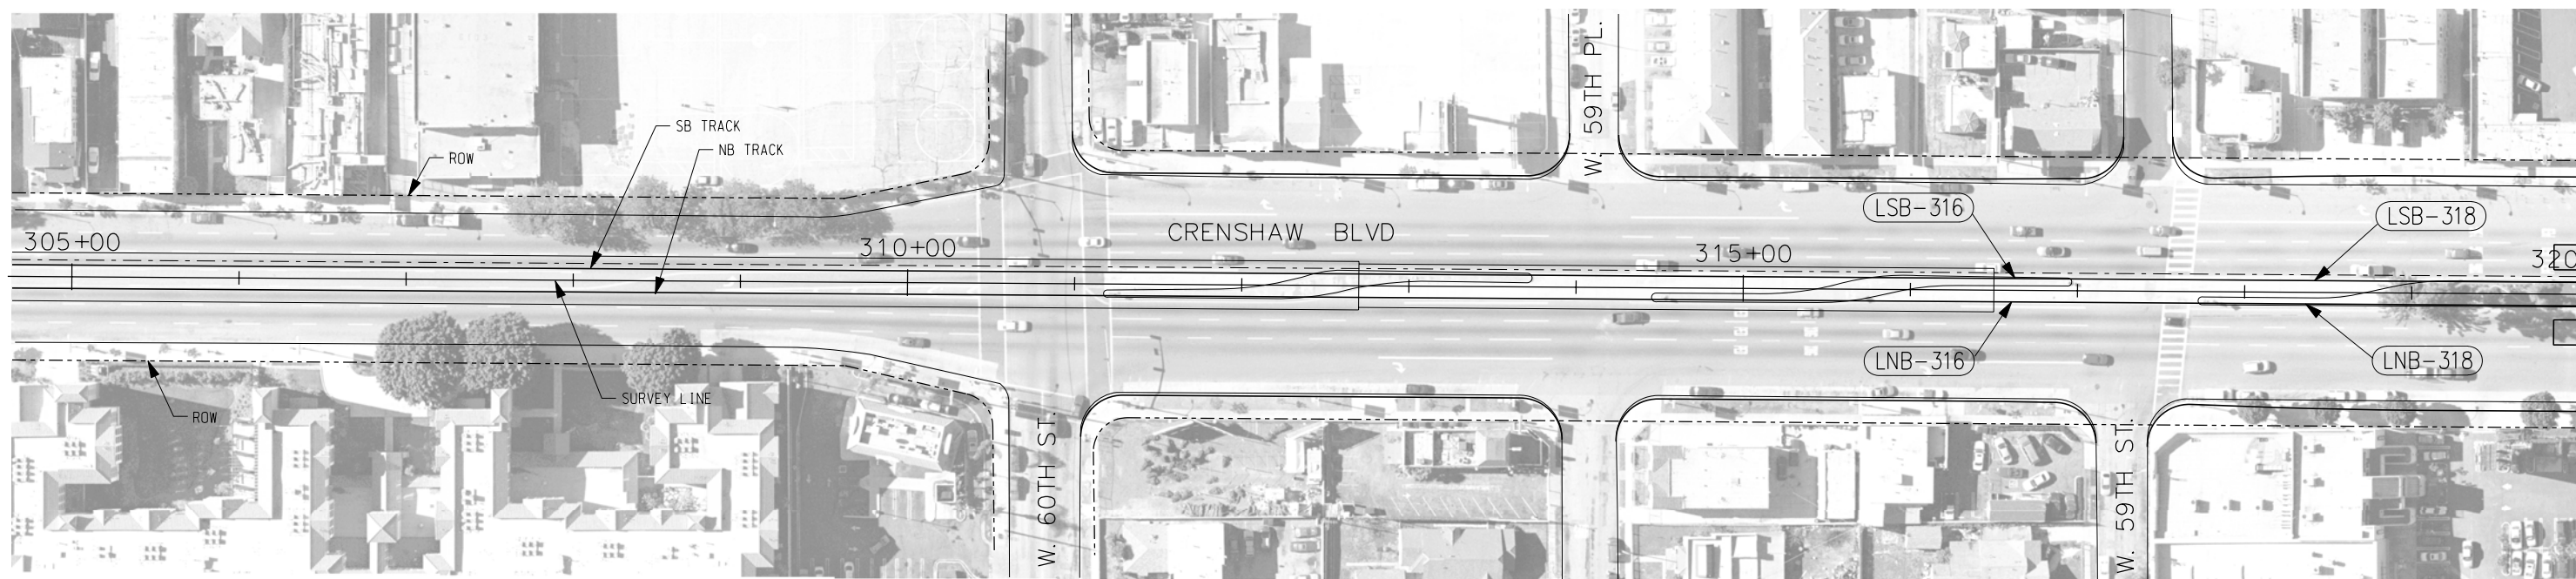 W. 59TH PL.
SB TRACK
NB TRACK
ROW
LSB-316
LSB-318
CRENSHAW BLVD
305+00
310+00
315+00
320
LNB-316
LNB-318
SURVEY LINE
ROW
W. 60TH ST.
W. 59TH ST.